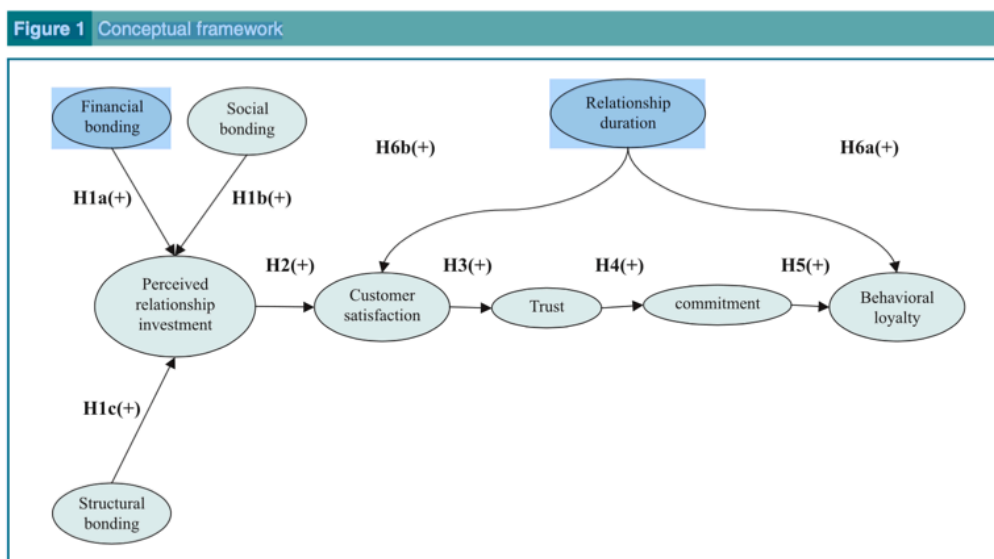 Figure 1 Conceptual framework
Financial
bonding
Social
bonding
Relationship
duration
H6b(+)
H6a(+)
H1a(+)
H1b(+)
H2(+)
H3(+)
H4(+)
H5(+)
Perceived
relationship
investment
Customer
satisfaction
Trust
commitment
Behavioral
loyalty
H1c(+)
Structural
bonding